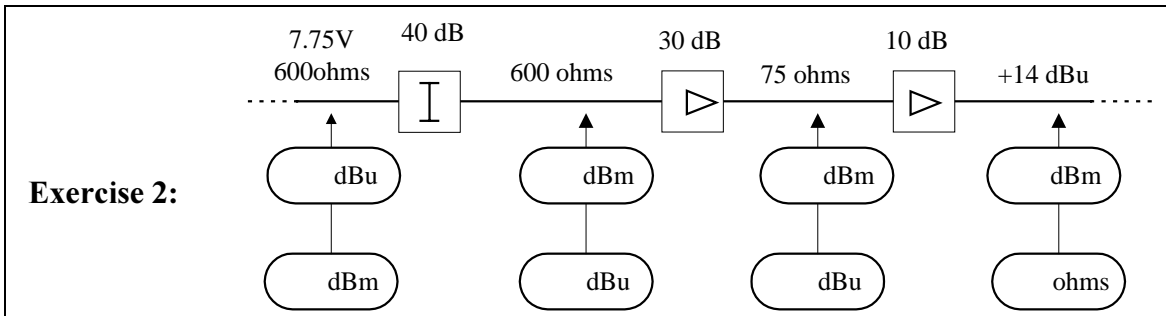 7.75V
600ohms
40 dB
600 ohms
30 dB
75 ohms
10 dB
+14 dBu
Exercise 2:
dBu
dBm
dBm
dBm
dBm
dBu
dBu
ohms